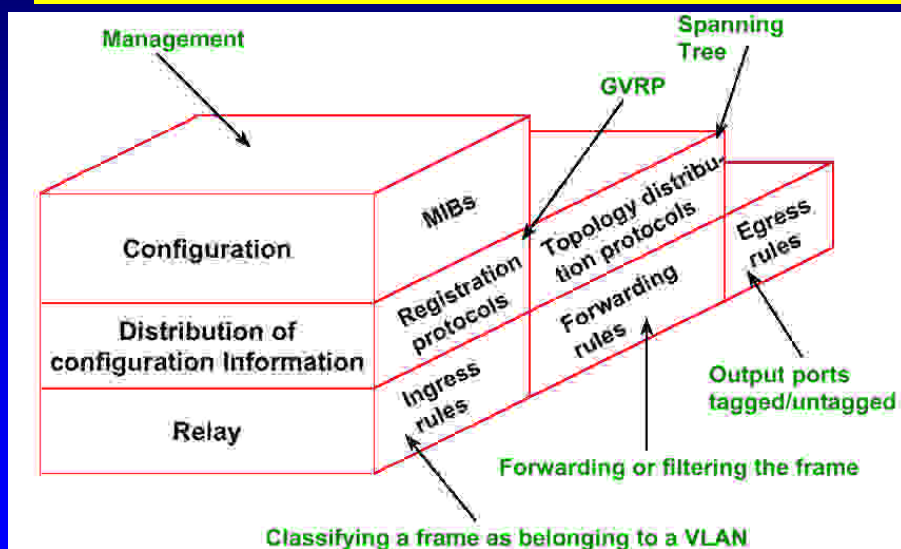 Management
Spanning
Tree
GVRP
MIBs
Configuration
Topology distribu-
tion protocols
Egress
rules
Registration
protocols
Forwarding
rules
Distribution of
configuration Information
Ingress
rules
Relay
Output ports
tagged/untagged
Forwarding or filtering the frame
Classifying a frame as belonging to a VLAN